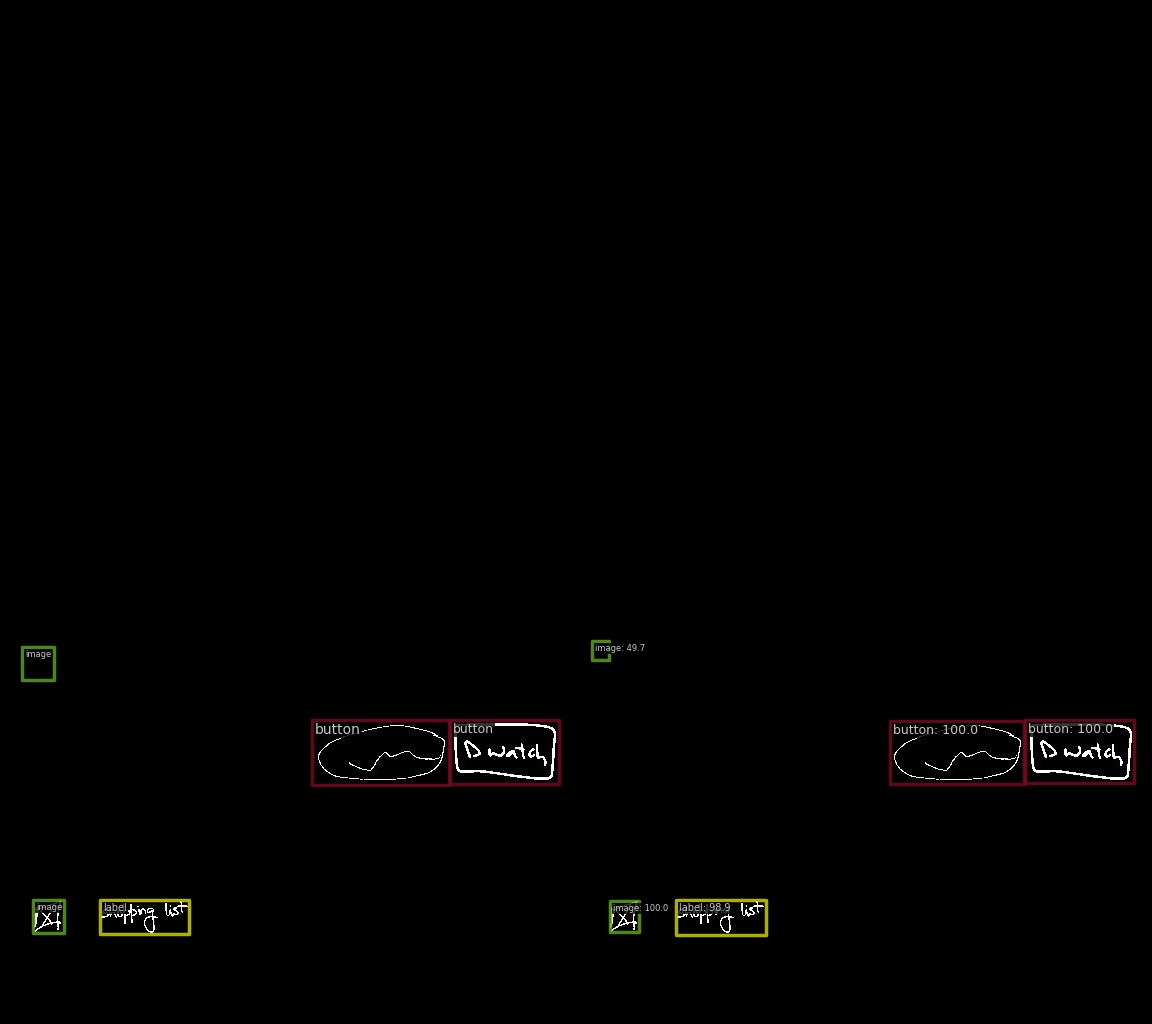 image image: 49.7
button button button: 100.0 button: 100.0
D watch D watch
image label image: 100.0 label: 98.9
shopping list shopping list